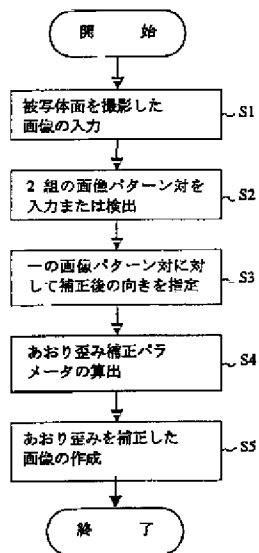 開 始
被写体面を撮影した
画像の入力
S1
2 組の画像パターン対を
入力または検出
S2
一の画像パターン対に対
して補正後の向きを指定
S3
あおり歪み補正パラ
メータの算出
S4
あおり歪みを補正した
画像の作成
S5
終 了